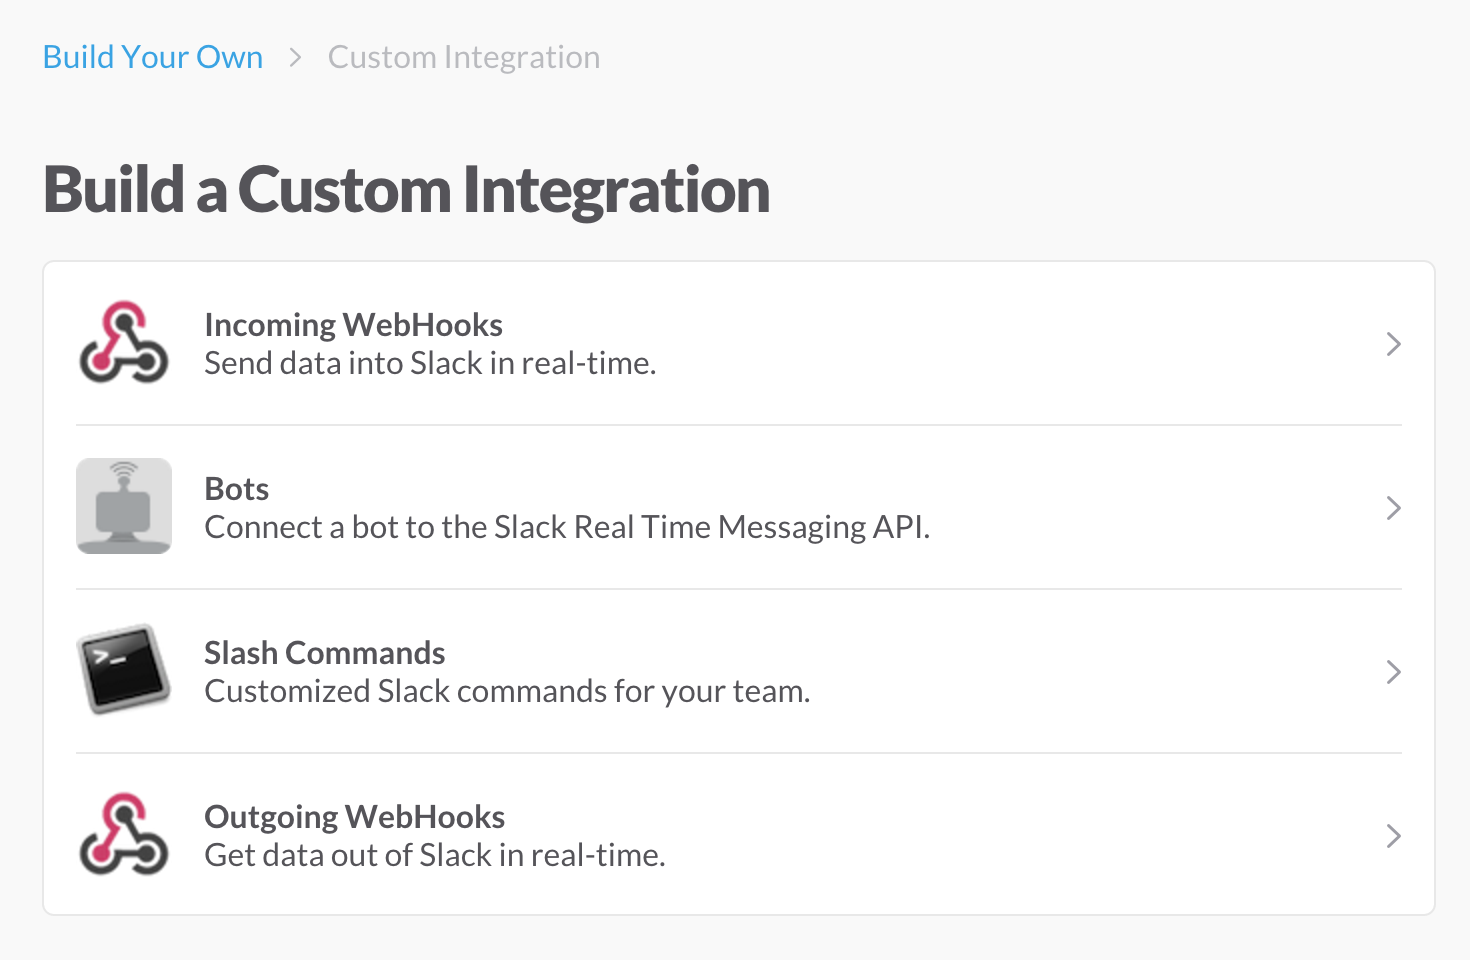 Build Your Own > Custom Integration
Build a Custom Integration
Incoming WebHooks
Send data into Slack in real-time.
Bots
Connect a bot to the Slack Real Time Messaging API.
Slash Commands
Customized Slack commands for your team.
Outgoing WebHooks
Get data out of Slack in real-time.